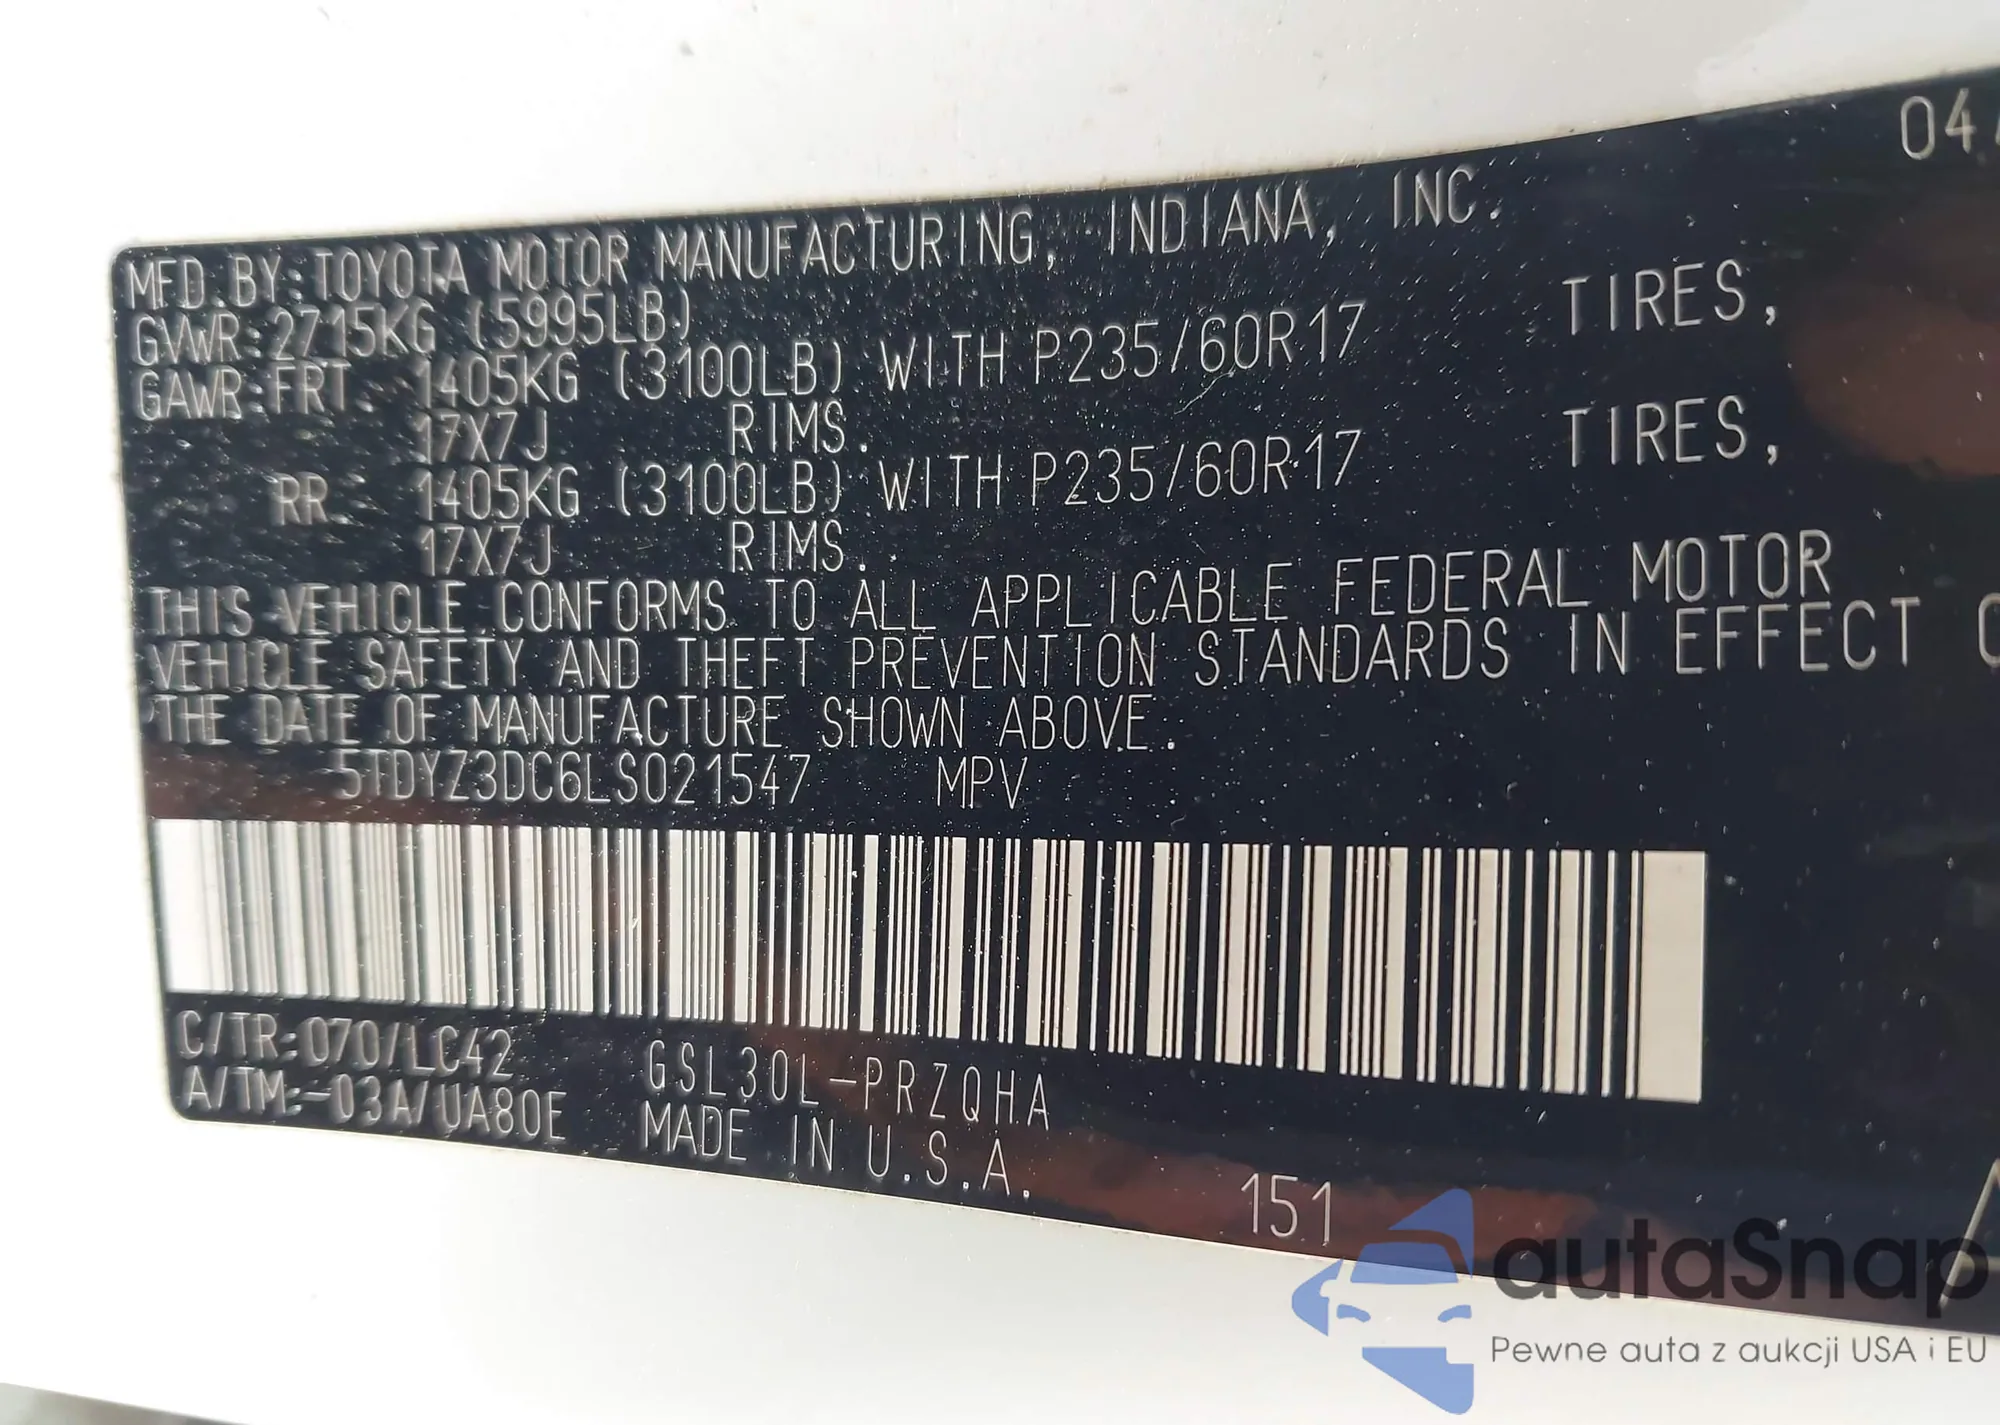 04
MFD. BY: TOYOTA MOTOR MANUFACTURING, INDIANA, INC.
GVWR: 2715KG (5995LB)
GAWR: FRT. 1405KG (3100LB) WITH P235/60R17 TIRES,
17X7J RIMS.
RR 1405KG (3100LB) WITH P235/60R17 TIRES,
17X7J RIMS.
THIS VEHICLE CONFORMS TO ALL APPLICABLE FEDERAL MOTOR
VEHICLE SAFETY AND THEFT PREVENTION STANDARDS IN EFFECT
THE DATE OF MANUFACTURE SHOWN ABOVE.
5TDYZ3DC6LS021547 MPV
C/TR: 070/LC42 GSL30L-PRZQHA
A/TM: -03A/UA80E MADE IN U.S.A.
151
autaSnap
Pewne auta z aukcji USA i EU